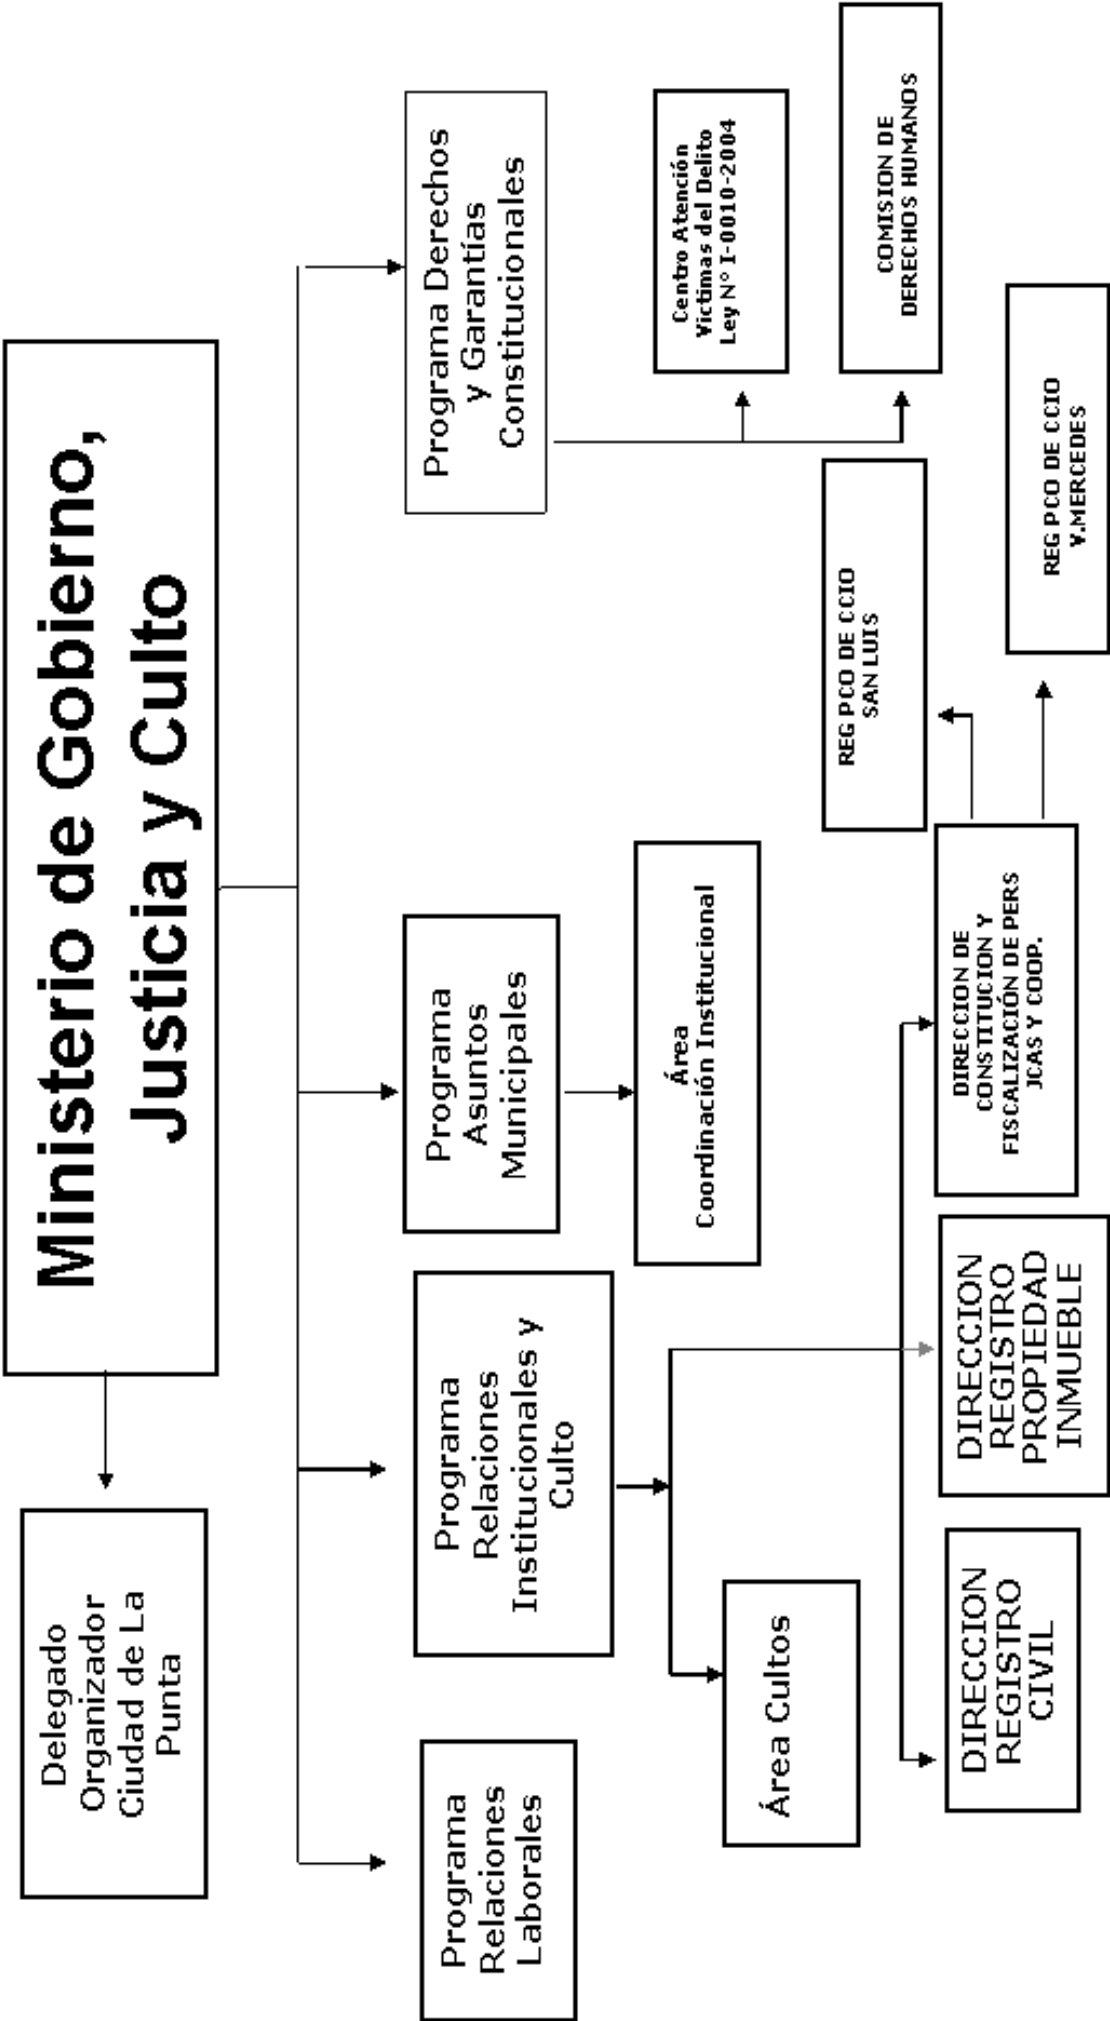 Ministerio de Gobierno,
Justicia y Culto
Delegado
Organizador
Ciudad de La
Punta
Programa
Relaciones
Laborales
Programa
Relaciones
Institucionales y
Culto
Programa
Asuntos
Municipales
Programa Derechos
y Garantías
Constitucionales
Área
Coordinación Institucional
Centro Atención
Victimas del Delito
Ley Nº I-0010-2004
COMISION DE
DERECHOS HUMANOS
Área Cultos
REG PCO DE CCIO
SAN LUIS
REG PCO DE CCIO
V.MERCEDES
DIRECCION
REGISTRO
CIVIL
DIRECCION
REGISTRO
PROPIEDAD
INMUEBLE
DIRECCION DE
CONSTITUCION Y
FISCALIZACIÓN DE PERS
JCAS Y COOP.